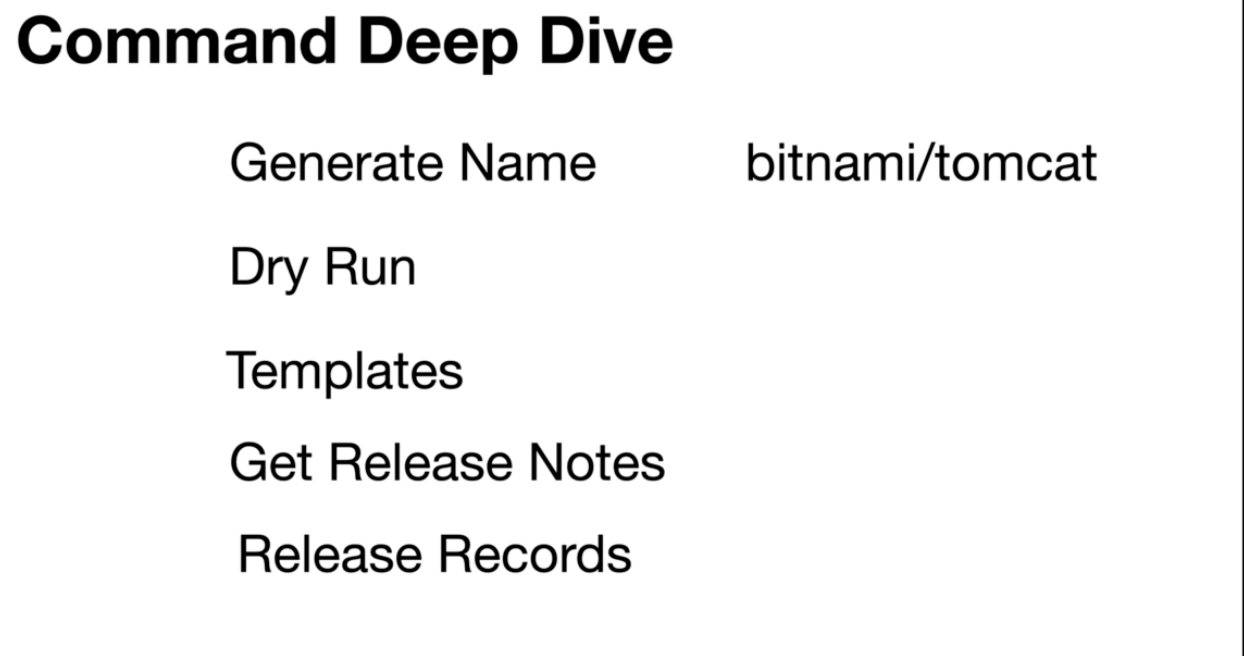 Command Deep Dive
Generate Name bitnami/tomcat
Dry Run
Templates
Get Release Notes
Release Records